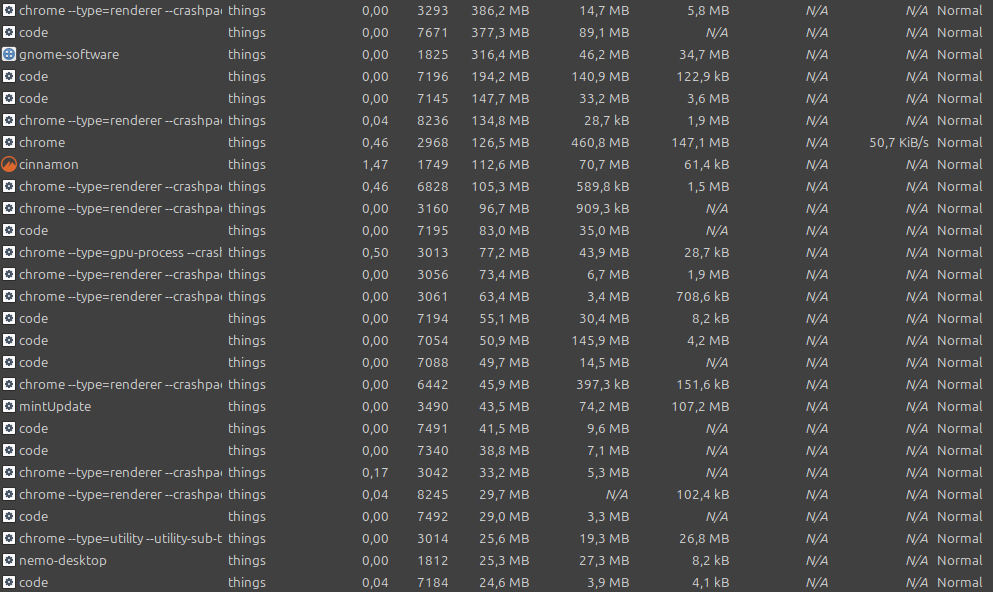 chrome --type=renderer --crashpa things 0,00 3293 386,2 MB 14,7 MB 5,8 MB N/A N/A Normal
code things 0,00 7671 377,3 MB 89,1 MB N/A N/A N/A Normal
gnome-software things 0,00 1825 316,4 MB 46,2 MB 34,7 MB N/A N/A Normal
code things 0,00 7196 194,2 MB 140,9 MB 122,9 kB N/A N/A Normal
code things 0,00 7145 147,7 MB 33,2 MB 3,6 MB N/A N/A Normal
chrome --type=renderer --crashpa things 0,04 8236 134,8 MB 28,7 kB 1,9 MB N/A N/A Normal
chrome things 0,46 2968 126,5 MB 460,8 MB 147,1 MB N/A 50,7 KiB/s Normal
cinnamon things 1,47 1749 112,6 MB 70,7 MB 61,4 kB N/A N/A Normal
chrome --type=renderer --crashpa things 0,46 6828 105,3 MB 589,8 kB 1,5 MB N/A N/A Normal
chrome --type=renderer --crashpa things 0,00 3160 96,7 MB 909,3 kB N/A N/A N/A Normal
code things 0,00 7195 83,0 MB 35,0 MB N/A N/A N/A Normal
chrome --type=gpu-process --crash things 0,50 3013 77,2 MB 43,9 MB 28,7 kB N/A N/A Normal
chrome --type=renderer --crashpa things 0,00 3056 73,4 MB 6,7 MB 1,9 MB N/A N/A Normal
chrome --type=renderer --crashpa things 0,00 3061 63,4 MB 3,4 MB 708,6 kB N/A N/A Normal
code things 0,00 7194 55,1 MB 30,4 MB 8,2 kB N/A N/A Normal
code things 0,00 7054 50,9 MB 145,9 MB 4,2 MB N/A N/A Normal
code things 0,00 7088 49,7 MB 14,5 MB N/A N/A N/A Normal
chrome --type=renderer --crashpa things 0,00 6442 45,9 MB 397,3 kB 151,6 kB N/A N/A Normal
mintUpdate things 0,00 3490 43,5 MB 74,2 MB 107,2 MB N/A N/A Normal
code things 0,00 7491 41,5 MB 9,6 MB N/A N/A N/A Normal
code things 0,00 7340 38,8 MB 7,1 MB N/A N/A N/A Normal
chrome --type=renderer --crashpa things 0,17 3042 33,2 MB 5,3 MB N/A N/A N/A Normal
chrome --type=renderer --crashpa things 0,04 8245 29,7 MB N/A 102,4 kB N/A N/A Normal
code things 0,00 7492 29,0 MB 3,3 MB N/A N/A N/A Normal
chrome --type=utility --utility-sub-t things 0,00 3014 25,6 MB 19,3 MB 26,8 MB N/A N/A Normal
nemo-desktop things 0,00 1812 25,3 MB 27,3 MB 8,2 kB N/A N/A Normal
code things 0,04 7184 24,6 MB 3,9 MB 4,1 kB N/A N/A Normal